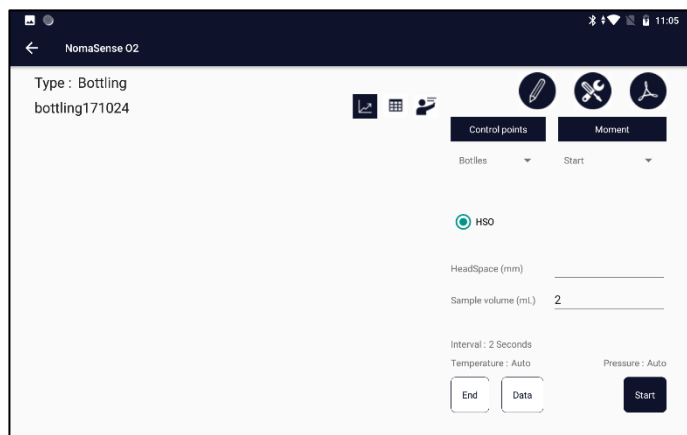 11:05
NomaSense O2
Type : Bottling
bottling171024
Control points
Moment
Botlles
Start
HSO
HeadSpace (mm)
Sample volume (mL)
2
Interval : 2 Seconds
Temperature : Auto
Pressure : Auto
End
Data
Start